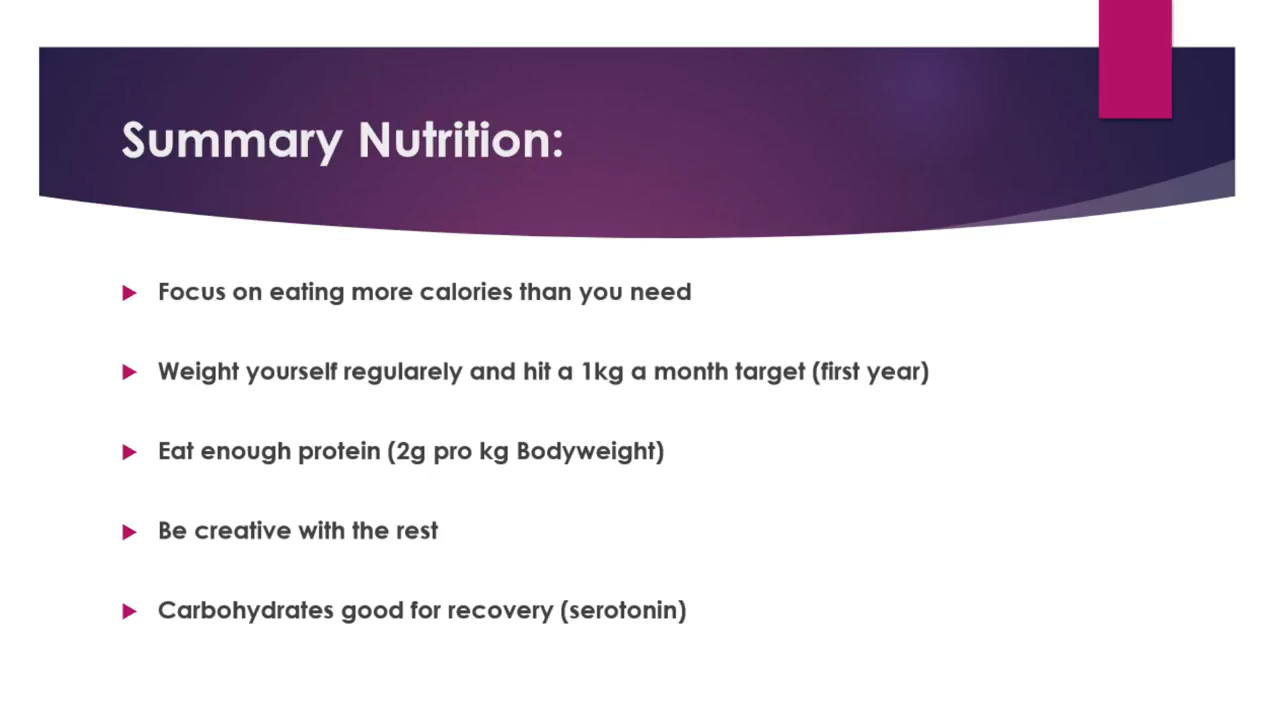 Summary Nutrition:
Focus on eating more calories than you need
Weight yourself regularely and hit a 1kg a month target (first year)
Eat enough protein (2g pro kg Bodyweight)
Be creative with the rest
Carbohydrates good for recovery (serotonin)